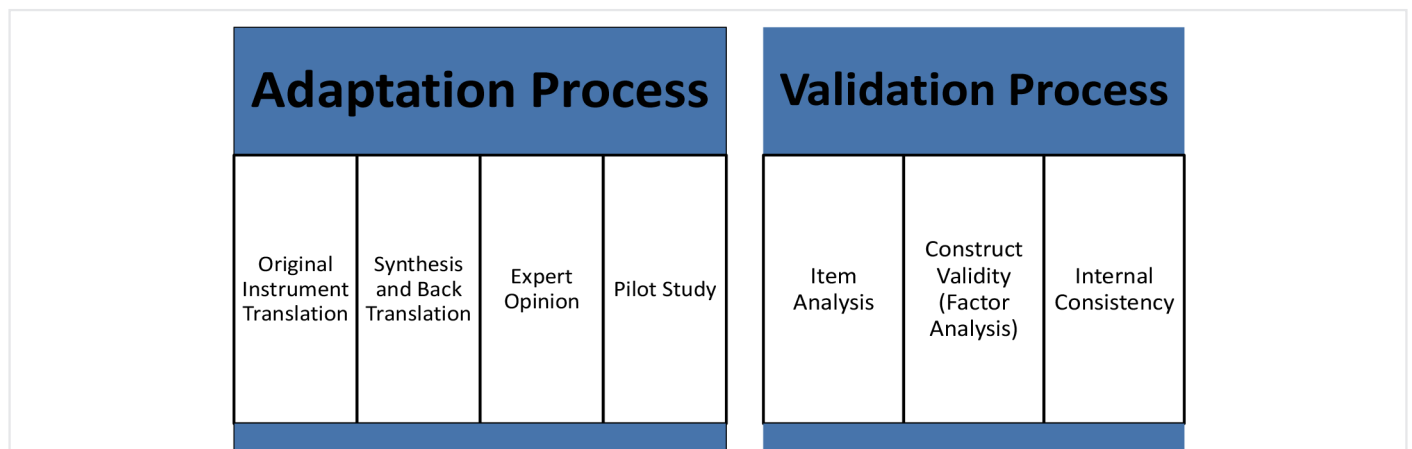 Adaptation Process
Original
Instrument
Translation
Synthesis
and Back
Translation
Expert
Opinion
Pilot Study
Validation Process
Item
Analysis
Construct
Validity
(Factor
Analysis)
Internal
Consistency